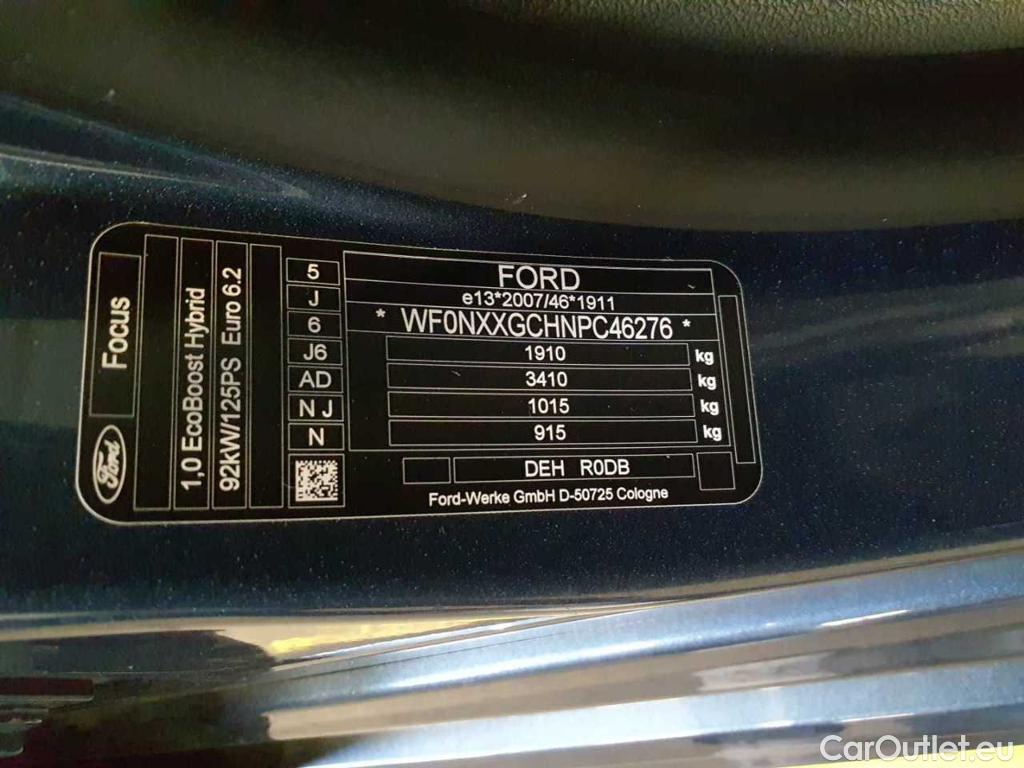 Focus
Ford
1,0 EcoBoost Hybrid
92kW/125PS Euro 6.2
5
J
6
J6
AD
N J
N
FORD
e13*2007/46*1911
* WF0NXXGCHNPC46276 *
1910 kg
3410 kg
1015 kg
915 kg
DEH R0DB
Ford-Werke GmbH D-50725 Cologne
CarOutlet.eu